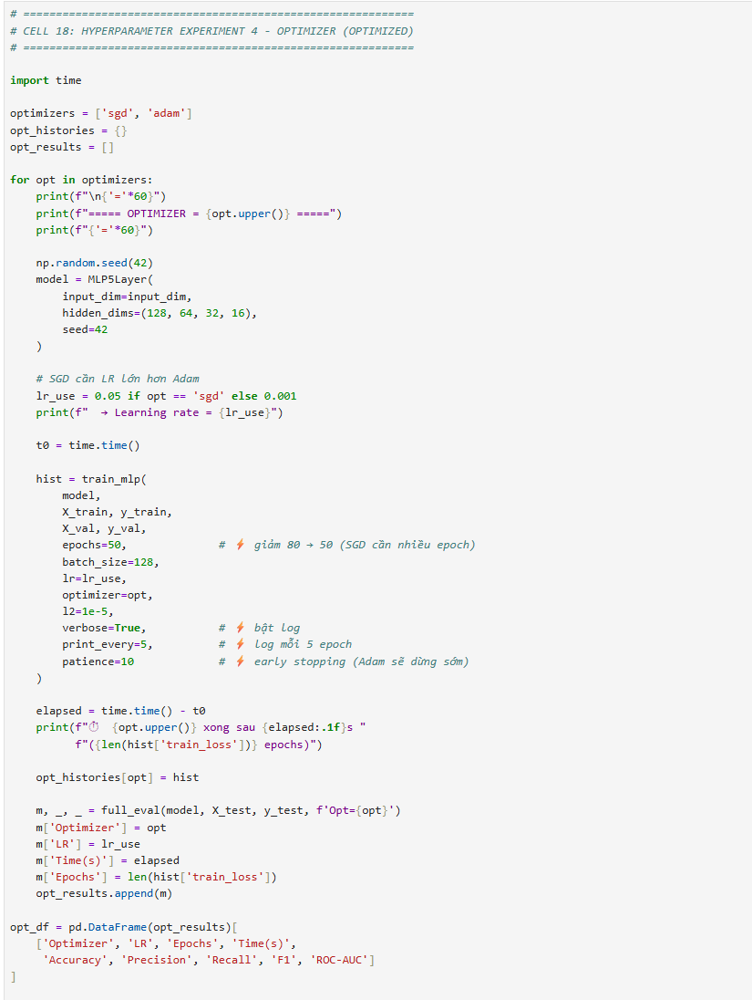 # ============================================================
# CELL 18: HYPERPARAMETER EXPERIMENT 4 - OPTIMIZER (OPTIMIZED)
# ============================================================
import time
optimizers = ['sgd', 'adam']
opt_histories = {}
opt_results = []
for opt in optimizers:
    print(f"\n{'='*60}")
    print(f"===== OPTIMIZER = {opt.upper()} =====")
    print(f"{'='*60}")
    np.random.seed(42)
    model = MLP5Layer(
        input_dim=input_dim,
        hidden_dims=(128, 64, 32, 16),
        seed=42
    )
    # SGD cần LR lớn hơn Adam
    lr_use = 0.05 if opt == 'sgd' else 0.001
    print(f"  → Learning rate = {lr_use}")
    t0 = time.time()
    hist = train_mlp(
        model,
        X_train, y_train,
        X_val, y_val,
        epochs=50,              # ⚡ giảm 80 → 50 (SGD cần nhiều epoch)
        batch_size=128,
        lr=lr_use,
        optimizer=opt,
        l2=1e-5,
        verbose=True,           # ⚡ bật log
        print_every=5,          # ⚡ log mỗi 5 epoch
        patience=10             # ⚡ early stopping (Adam sẽ dừng sớm)
    )
    elapsed = time.time() - t0
    print(f"⏱  {opt.upper()} xong sau {elapsed:.1f}s "
          f"({len(hist['train_loss'])} epochs)")
    opt_histories[opt] = hist
    m, _, _ = full_eval(model, X_test, y_test, f'Opt={opt}')
    m['Optimizer'] = opt
    m['LR'] = lr_use
    m['Time(s)'] = elapsed
    m['Epochs'] = len(hist['train_loss'])
    opt_results.append(m)
opt_df = pd.DataFrame(opt_results)[
    ['Optimizer', 'LR', 'Epochs', 'Time(s)',
     'Accuracy', 'Precision', 'Recall', 'F1', 'ROC-AUC']
]